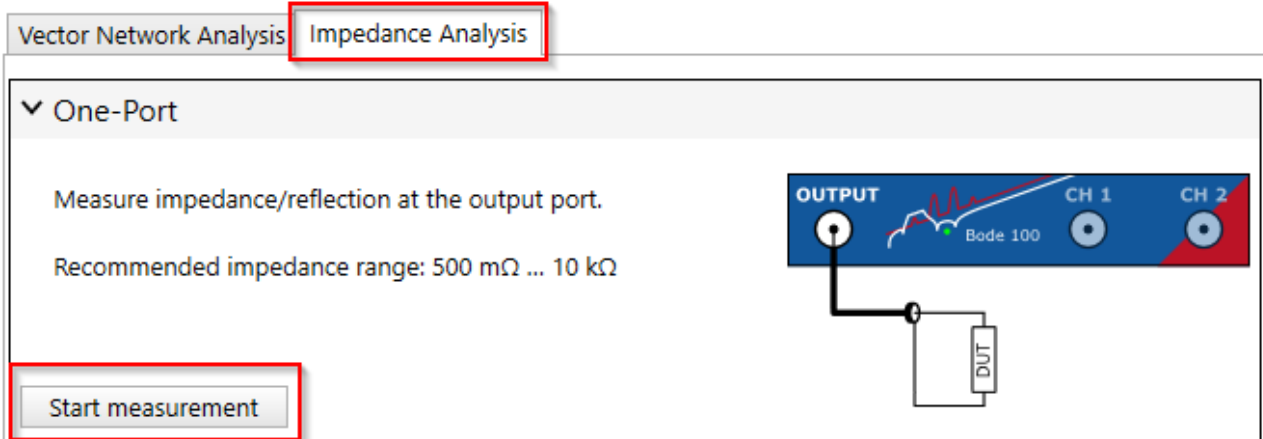 Vector Network Analysis
Impedance Analysis
One-Port
Measure impedance/reflection at the output port.
Recommended impedance range: 500 mΩ ... 10 kΩ
OUTPUT
CH 1
CH 2
Bode 100
DUT
Start measurement